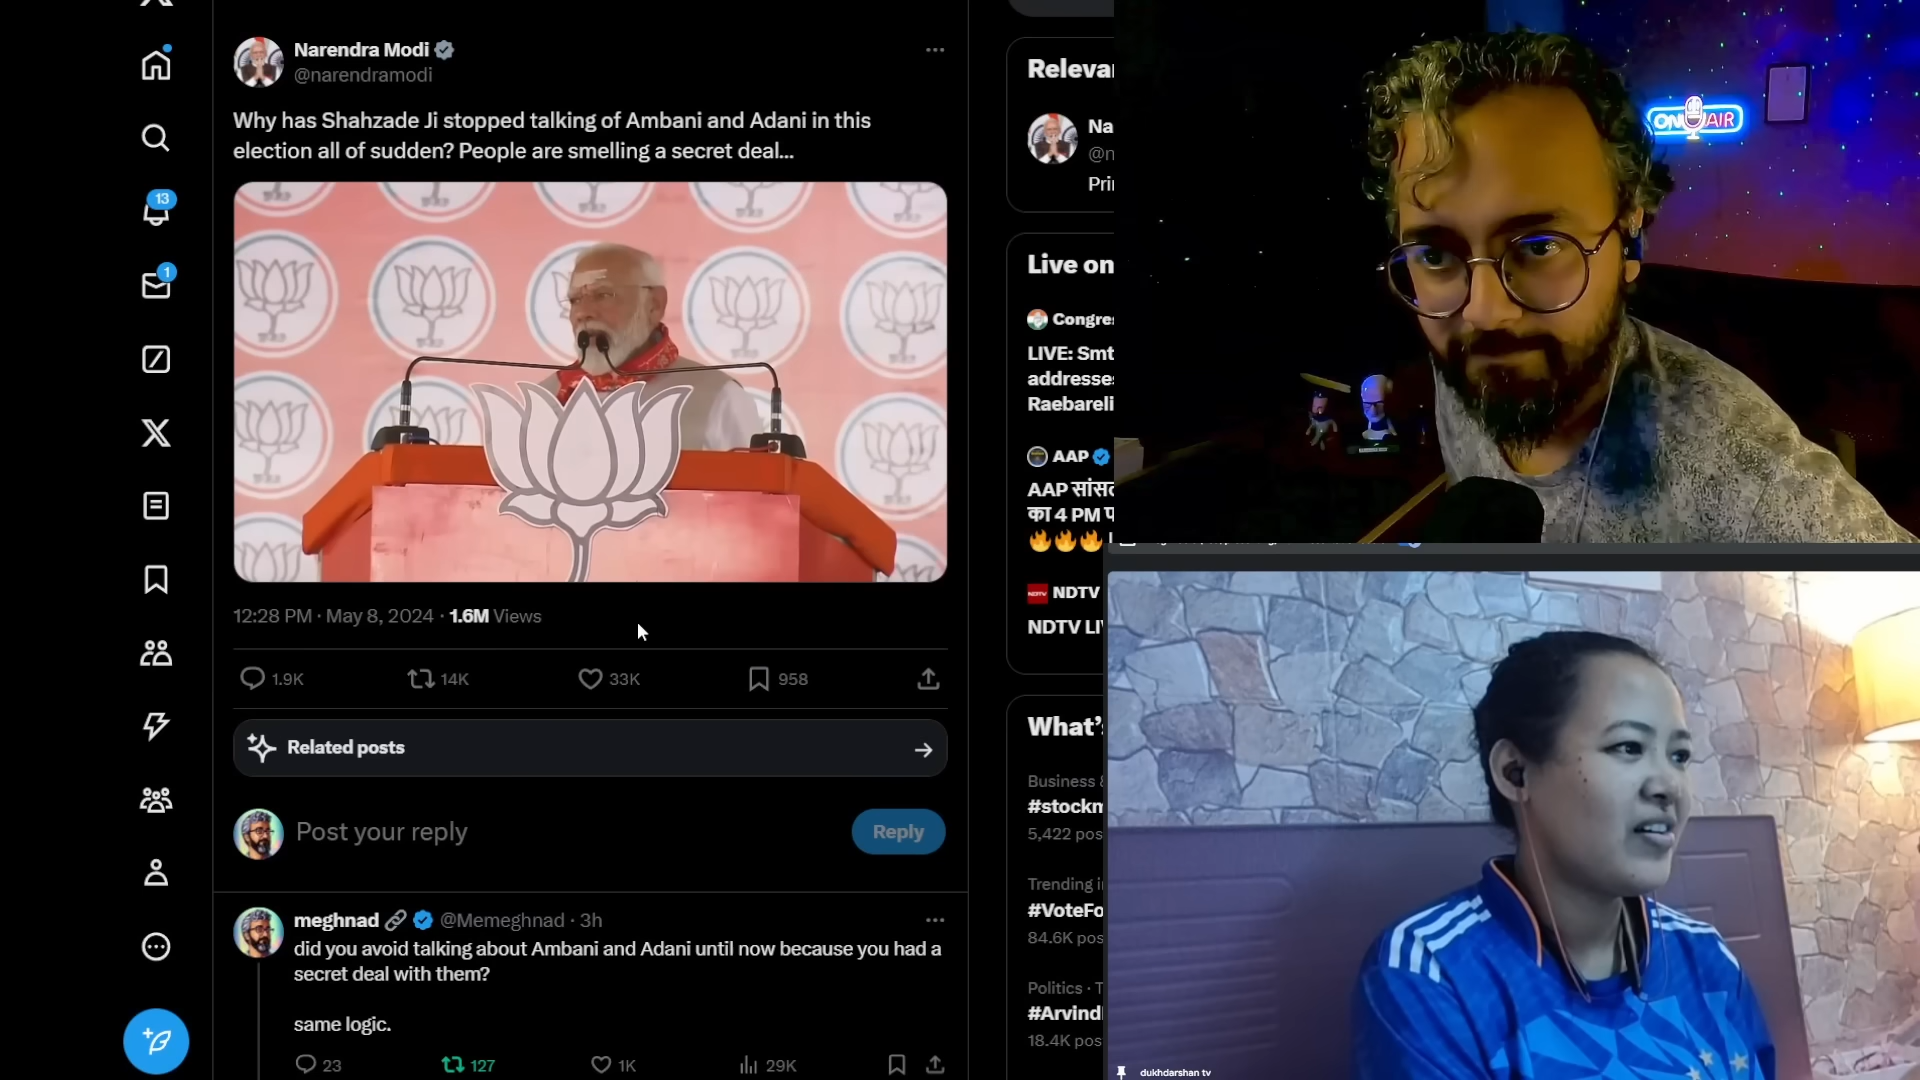 13
1
Narendra Modi
@narendramodi
Why has Shahzade Ji stopped talking of Ambani and Adani in this
election all of sudden? People are smelling a secret deal...
12:28 PM · May 8, 2024 · 1.6M Views
1.9K 14K 33K 958
Related posts
Post your reply
Reply
meghnad @Memeghnad · 3h
did you avoid talking about Ambani and Adani until now because you had a
secret deal with them?
same logic.
23 127 1K 29K
Releva
Na
@n
Pri
Live on
Congre
LIVE: Smt
addresse
Raebareli
AAP
AAP सांस
का 4 PM प
NDTV
NDTV LI
What's
Business &
#stockm
5,422 pos
Trending i
#VoteFo
84.6K pos
Politics · T
#Arvind
18.4K pos
ON AIR
dukhdarshan tv